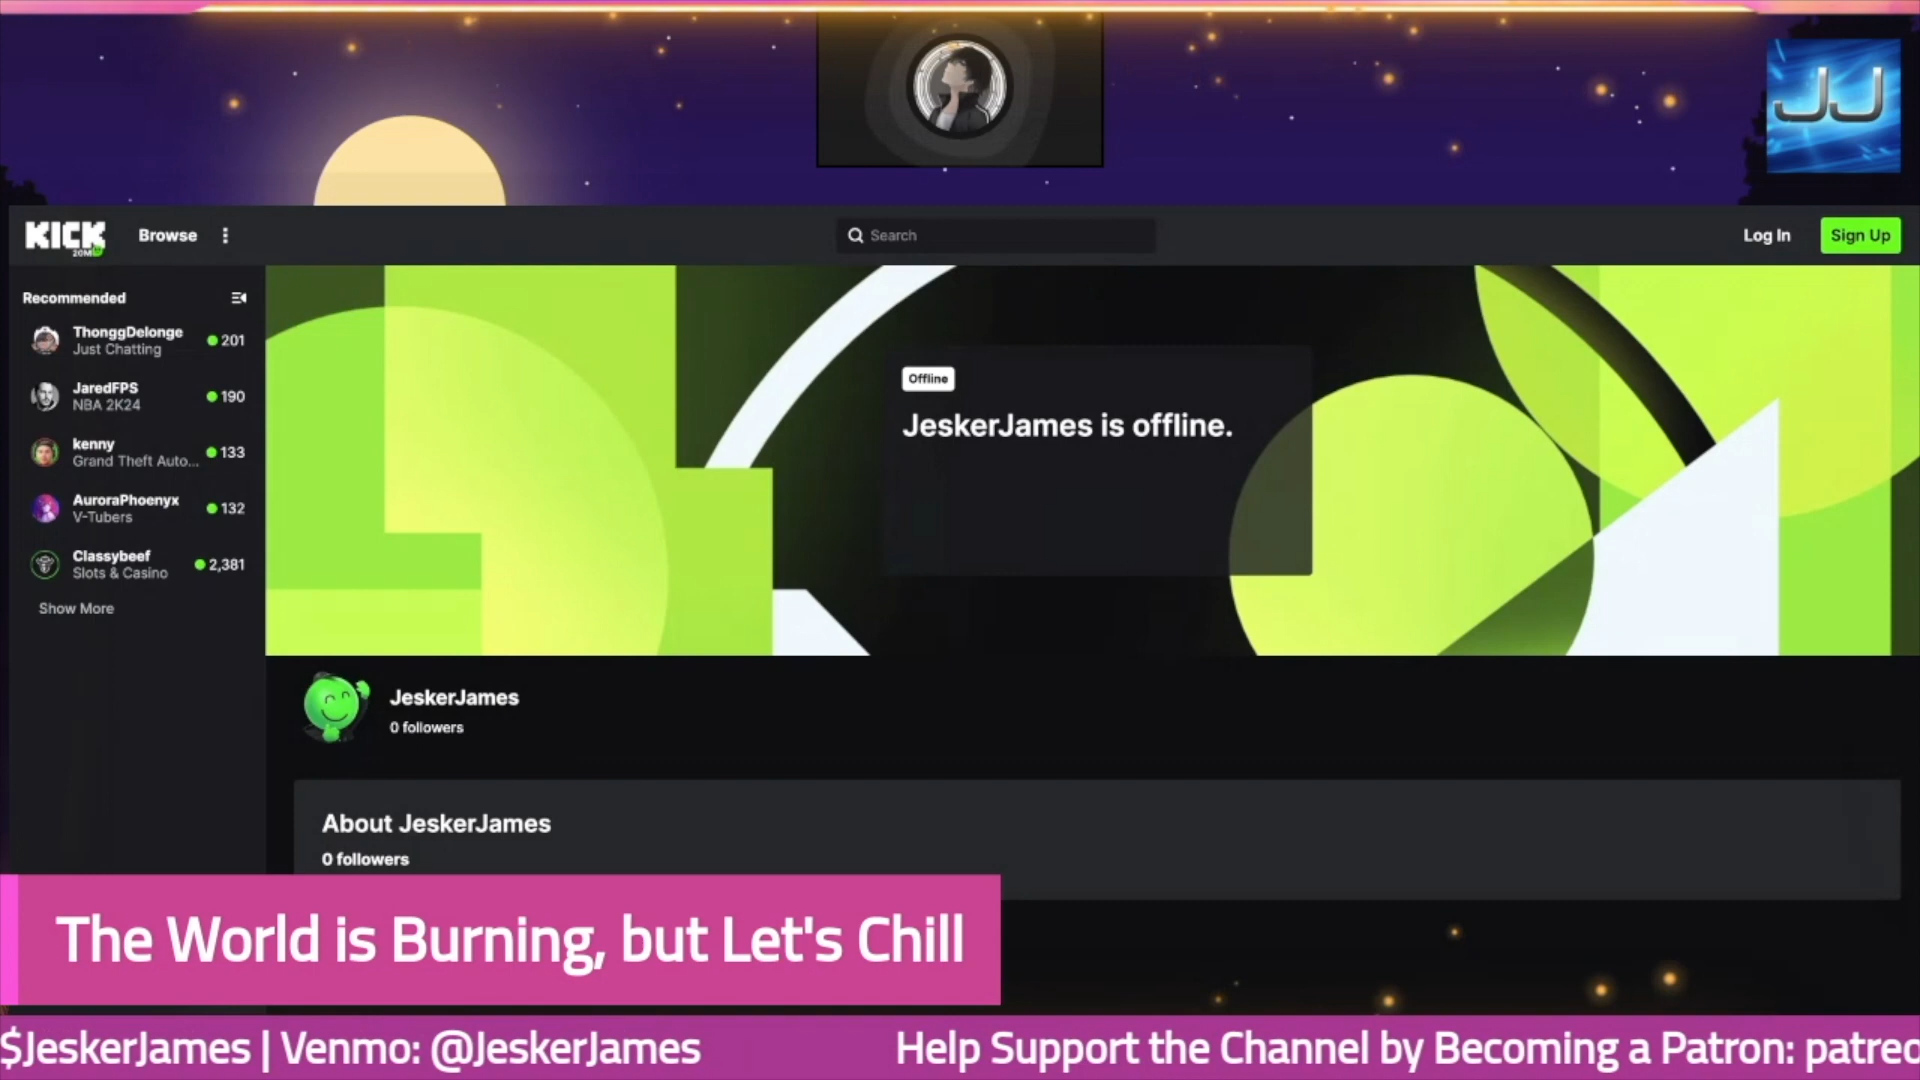 JJ
KICK
20M
Browse
Search
Log In
Sign Up
Recommended
ThonggDelonge
Just Chatting
201
JaredFPS
NBA 2K24
190
kenny
Grand Theft Auto...
133
AuroraPhoenyx
V-Tubers
132
Classybeef
Slots & Casino
2,381
Show More
Offline
JeskerJames is offline.
JeskerJames
0 followers
About JeskerJames
0 followers
The World is Burning, but Let's Chill
$JeskerJames | Venmo: @JeskerJames Help Support the Channel by Becoming a Patron: patreo